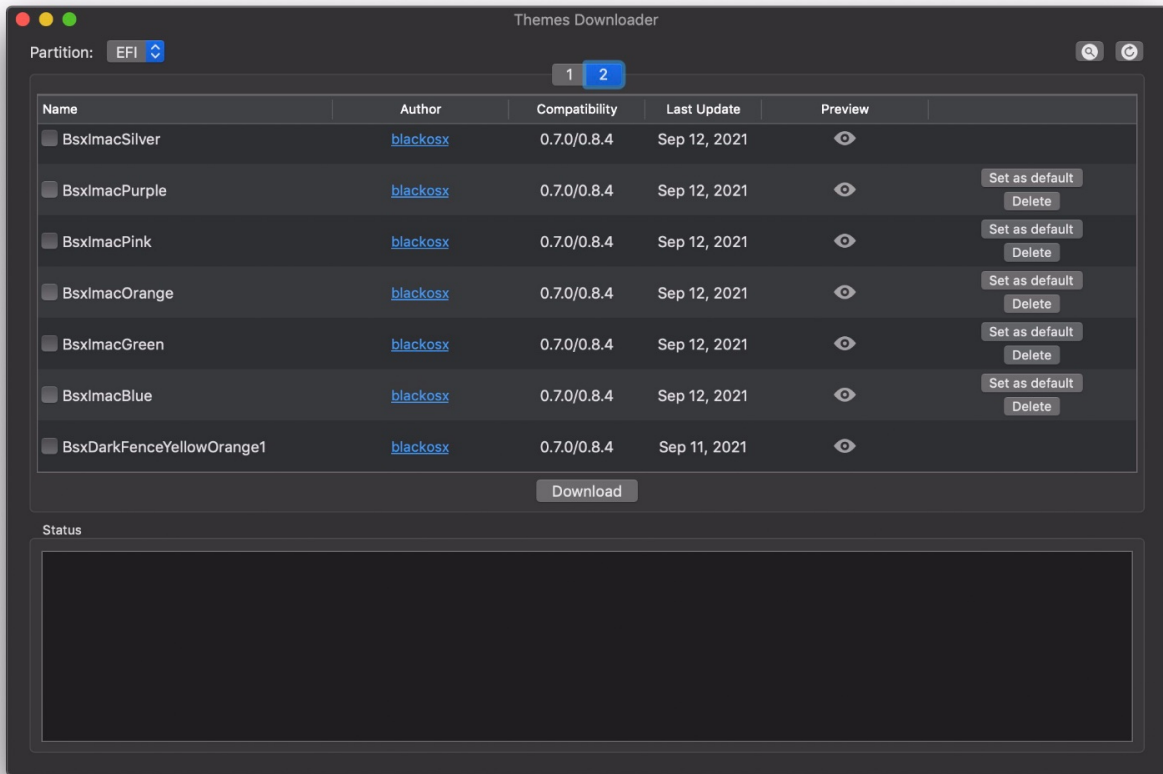 Themes Downloader
Partition: EFI
1 2
Name Author Compatibility Last Update Preview
BsxImacSilver blackosx 0.7.0/0.8.4 Sep 12, 2021
BsxImacPurple blackosx 0.7.0/0.8.4 Sep 12, 2021 Set as default
Delete
BsxImacPink blackosx 0.7.0/0.8.4 Sep 12, 2021 Set as default
Delete
BsxImacOrange blackosx 0.7.0/0.8.4 Sep 12, 2021 Set as default
Delete
BsxImacGreen blackosx 0.7.0/0.8.4 Sep 12, 2021 Set as default
Delete
BsxImacBlue blackosx 0.7.0/0.8.4 Sep 12, 2021 Set as default
Delete
BsxDarkFenceYellowOrange1 blackosx 0.7.0/0.8.4 Sep 11, 2021
Download
Status